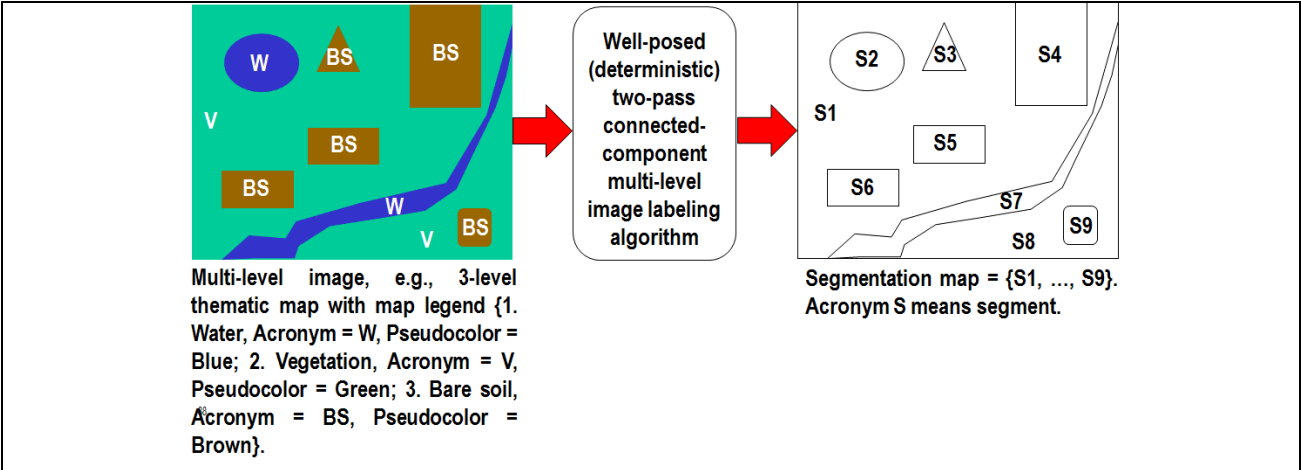 W
BS
BS
V
BS
BS
W
V
BS
Well-posed
(deterministic)
two-pass
connected-
component
multi-level
image labeling
algorithm
S2
S3
S4
S1
S5
S6
S7
S8
S9
Multi-level image, e.g., 3-level
thematic map with map legend {1.
Water, Acronym = W, Pseudocolor =
Blue; 2. Vegetation, Acronym = V,
Pseudocolor = Green; 3. Bare soil,
Acronym = BS, Pseudocolor =
Brown}.
Segmentation map = {S1, …, S9}.
Acronym S means segment.